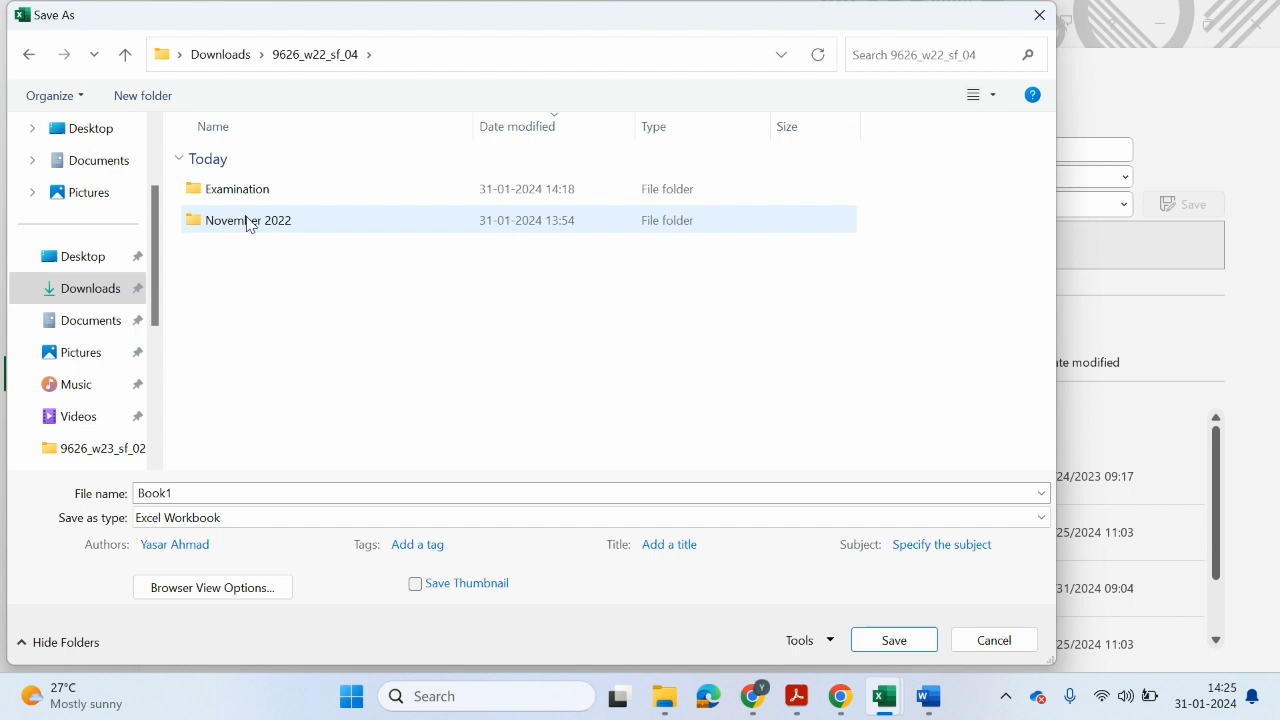 Save As
Downloads > 9626_w22_sf_04 >
Search 9626_w22_sf_04
Organize
New folder
?
Name
Date modified
Type
Size
Today
Examination 31-01-2024 14:18 File folder
November 2022 31-01-2024 13:54 File folder
Desktop
Documents
Pictures
Desktop
Downloads
Documents
Pictures
Music
Videos
9626_w23_sf_02
Save
ate modified
/24/2023 09:17
/25/2024 11:03
/31/2024 09:04
/25/2024 11:03
File name: Book1
Save as type: Excel Workbook
Authors: Yasar Ahmad
Tags: Add a tag
Title: Add a title
Subject: Specify the subject
Browser View Options...
Save Thumbnail
Hide Folders
Tools
Save
Cancel
27°C
Mostly sunny
Search
Y
14:25
31-01-2024